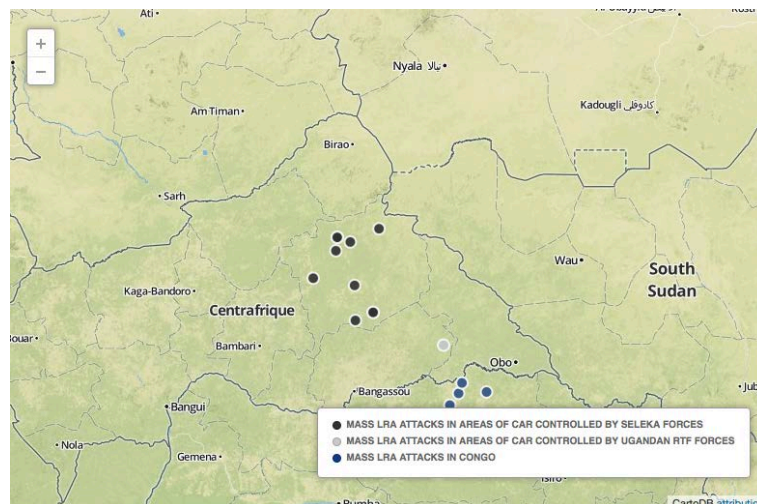 Ati
+
−
Nyala نيالا
Kadougli كادوقلي
Am Timan
Birao
Sarh
Wau
South
Sudan
Kaga-Bandoro
Centrafrique
Bouar
Bambari
Obo
Bangassou
Bangui
MASS LRA ATTACKS IN AREAS OF CAR CONTROLLED BY SELEKA FORCES
MASS LRA ATTACKS IN AREAS OF CAR CONTROLLED BY UGANDAN RTF FORCES
Nola
MASS LRA ATTACKS IN CONGO
Gemena
CartoDB attributio